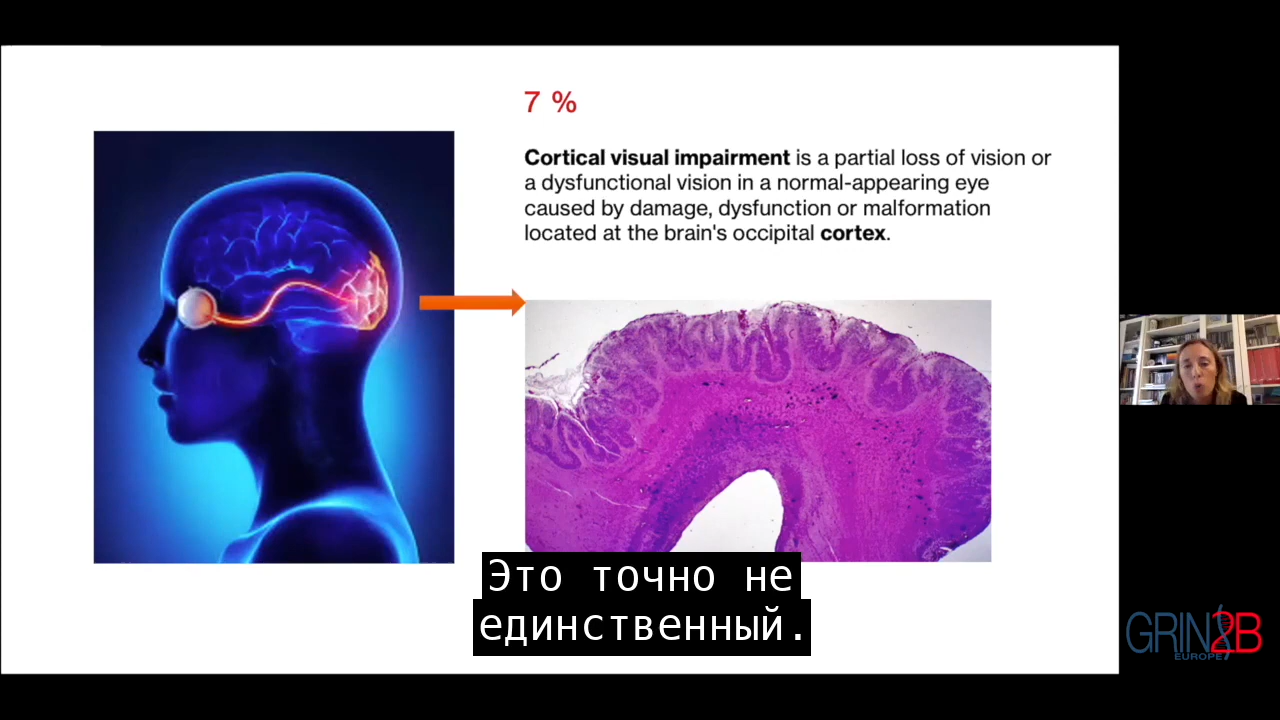 7 %
Cortical visual impairment is a partial loss of vision or
a dysfunctional vision in a normal-appearing eye
caused by damage, dysfunction or malformation
located at the brain's occipital cortex.
Это точно не
единственный.
GRIN2B
EUROPE